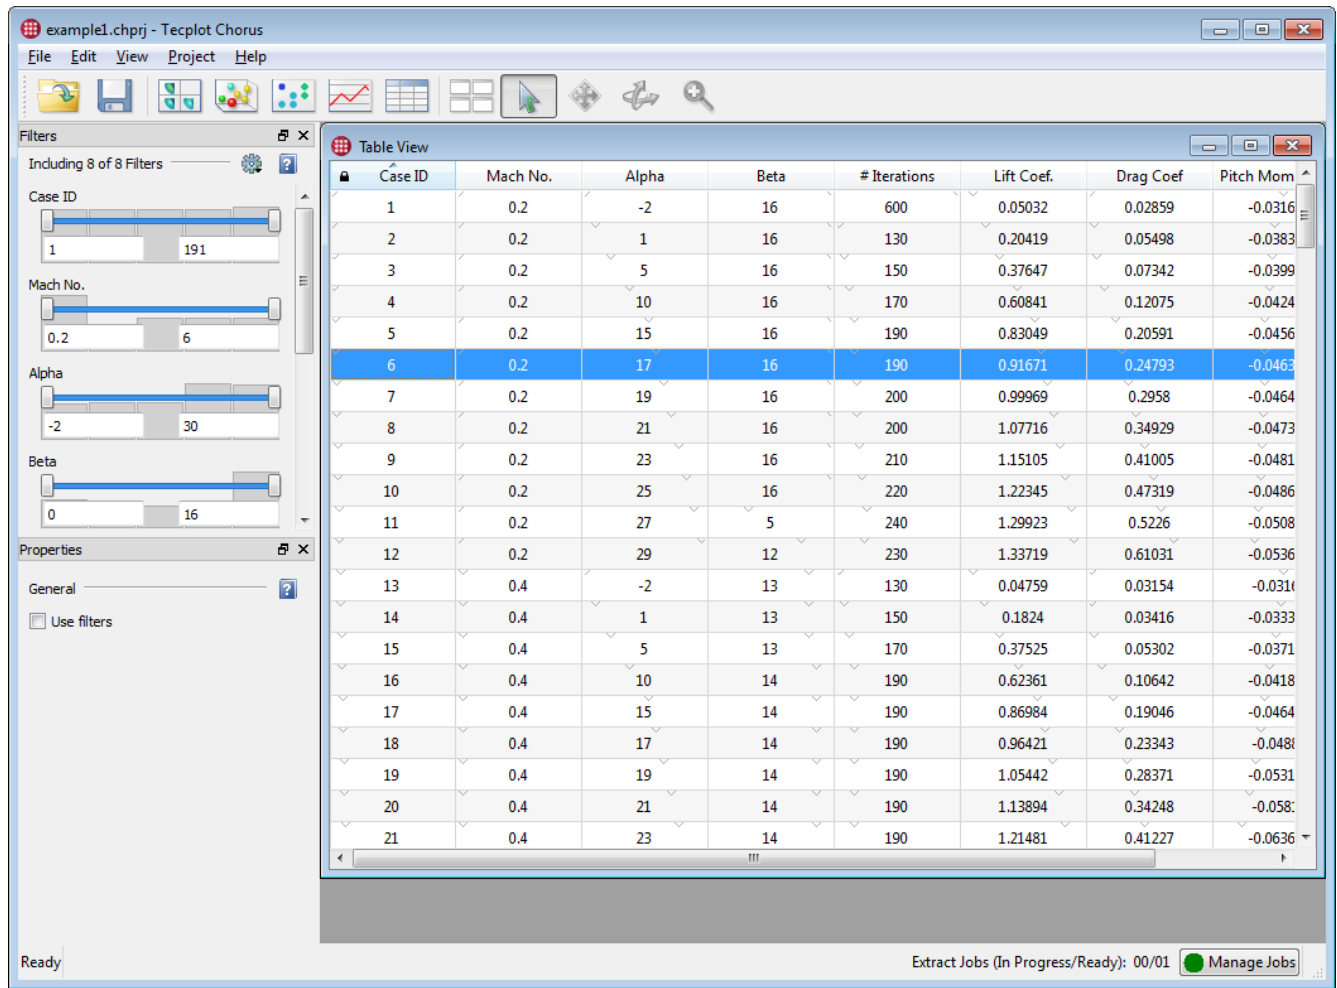 example1.chprj - Tecplot Chorus
File Edit View Project Help
Filters
Including 8 of 8 Filters ?
Case ID
1 191
Mach No.
0.2 6
Alpha
-2 30
Beta
0 16
Properties
General ?
Use filters
Table View
Case ID Mach No. Alpha Beta # Iterations Lift Coef. Drag Coef Pitch Mom
1 0.2 -2 16 600 0.05032 0.02859 -0.0316
2 0.2 1 16 130 0.20419 0.05498 -0.0383
3 0.2 5 16 150 0.37647 0.07342 -0.0399
4 0.2 10 16 170 0.60841 0.12075 -0.0424
5 0.2 15 16 190 0.83049 0.20591 -0.0456
6 0.2 17 16 190 0.91671 0.24793 -0.0463
7 0.2 19 16 200 0.99969 0.2958 -0.0464
8 0.2 21 16 200 1.07716 0.34929 -0.0473
9 0.2 23 16 210 1.15105 0.41005 -0.0481
10 0.2 25 16 220 1.22345 0.47319 -0.0486
11 0.2 27 5 240 1.29923 0.5226 -0.0508
12 0.2 29 12 230 1.33719 0.61031 -0.0536
13 0.4 -2 13 130 0.04759 0.03154 -0.0316
14 0.4 1 13 150 0.1824 0.03416 -0.0333
15 0.4 5 13 170 0.37525 0.05302 -0.0371
16 0.4 10 14 190 0.62361 0.10642 -0.0418
17 0.4 15 14 190 0.86984 0.19046 -0.0464
18 0.4 17 14 190 0.96421 0.23343 -0.0488
19 0.4 19 14 190 1.05442 0.28371 -0.0531
20 0.4 21 14 190 1.13894 0.34248 -0.058
21 0.4 23 14 190 1.21481 0.41227 -0.0636
Ready
Extract Jobs (In Progress/Ready): 00/01 Manage Jobs